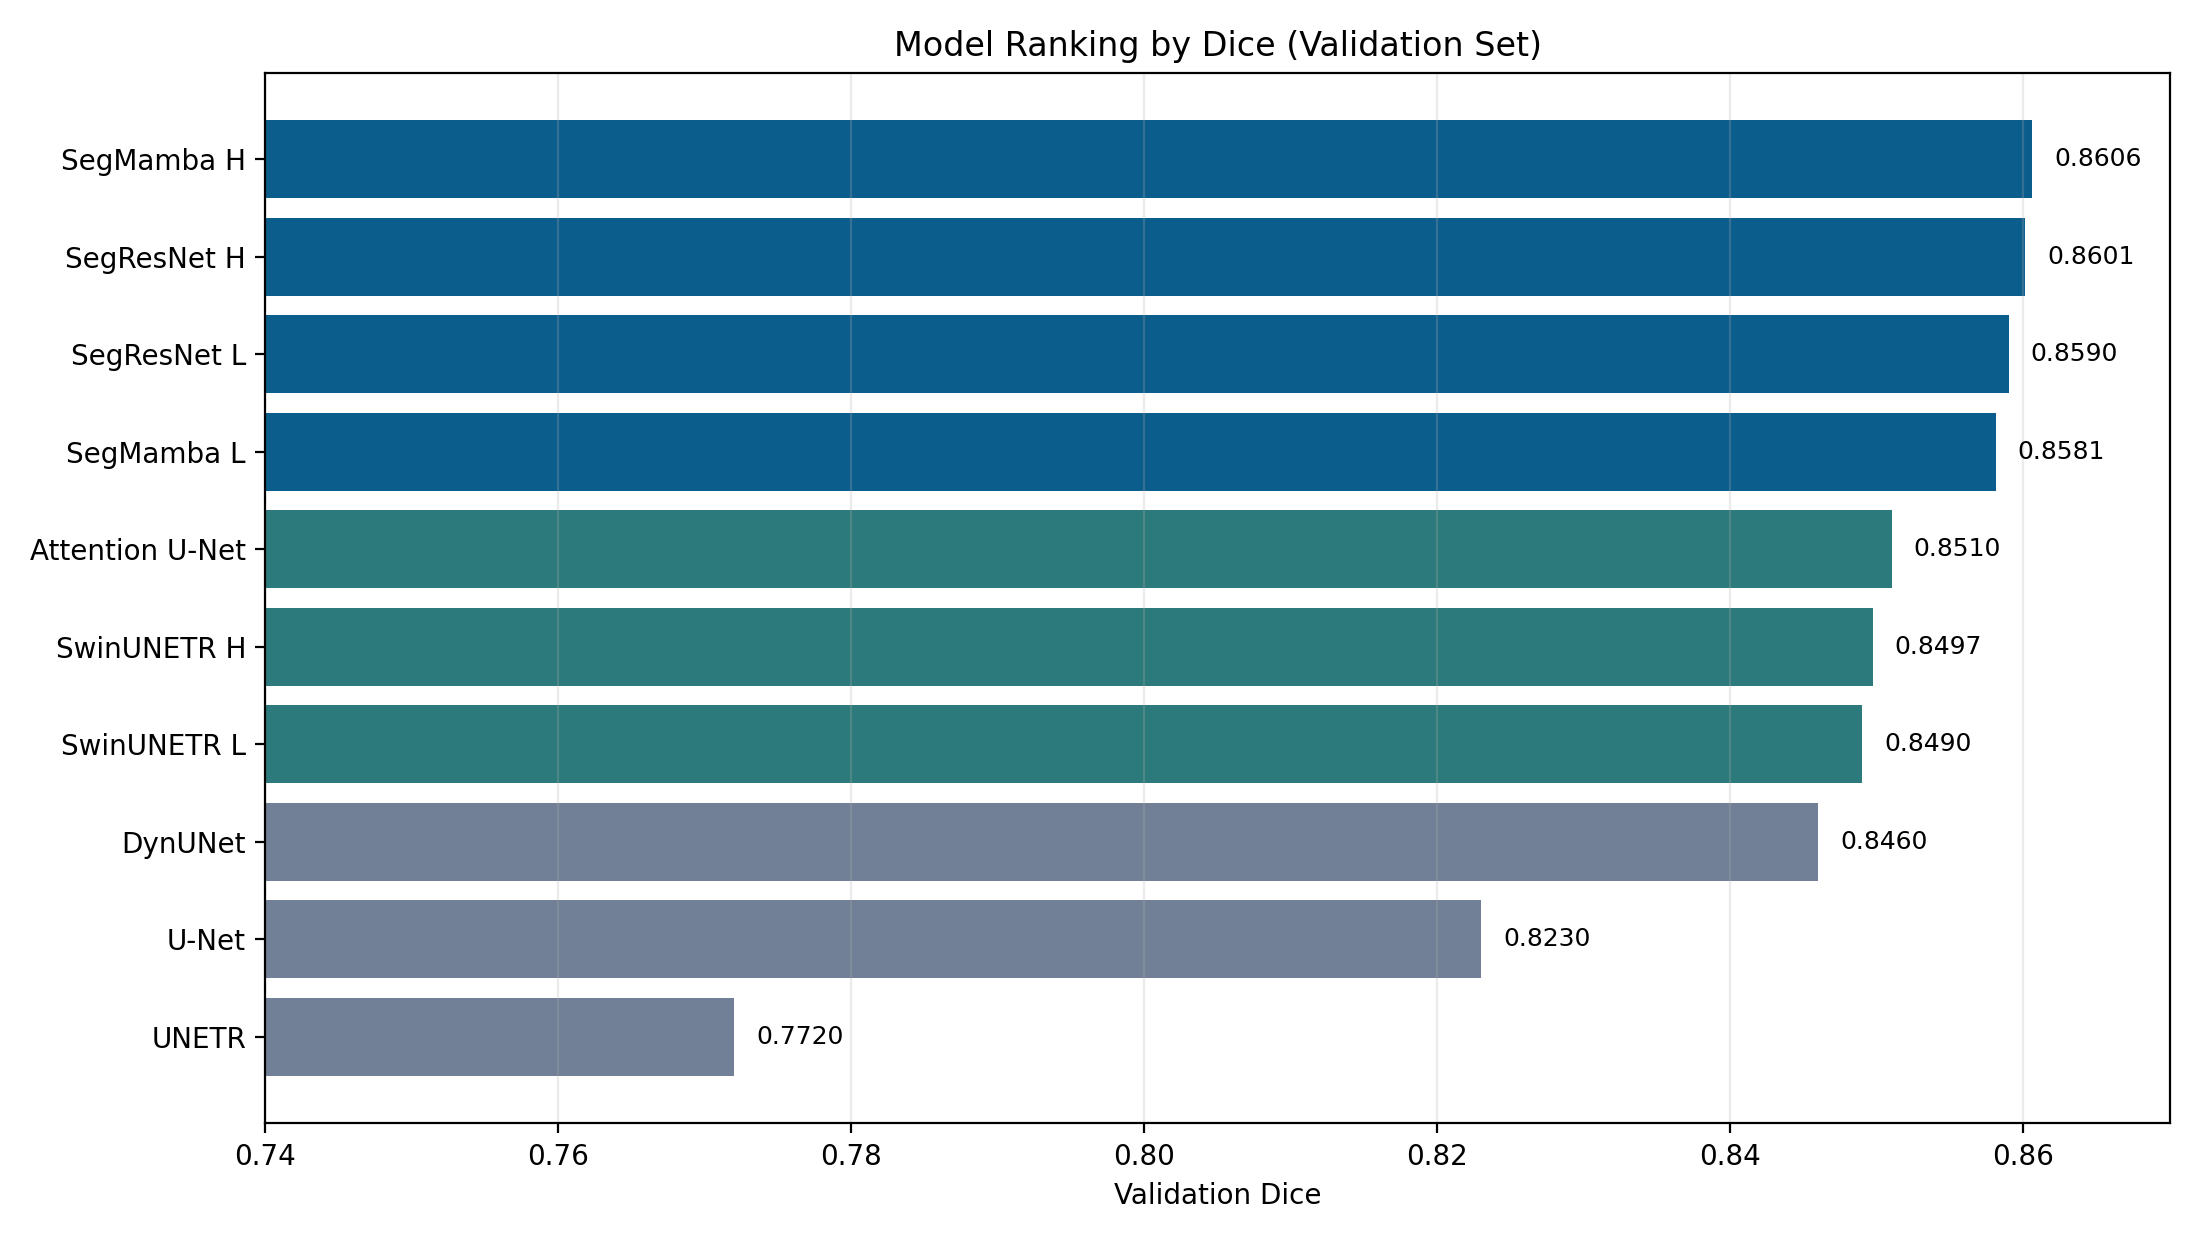 Model Ranking by Dice (Validation Set)
SegMamba H 0.8606
SegResNet H 0.8601
SegResNet L 0.8590
SegMamba L 0.8581
Attention U-Net 0.8510
SwinUNETR H 0.8497
SwinUNETR L 0.8490
DynUNet 0.8460
U-Net 0.8230
UNETR 0.7720
0.74 0.76 0.78 0.80 0.82 0.84 0.86
Validation Dice